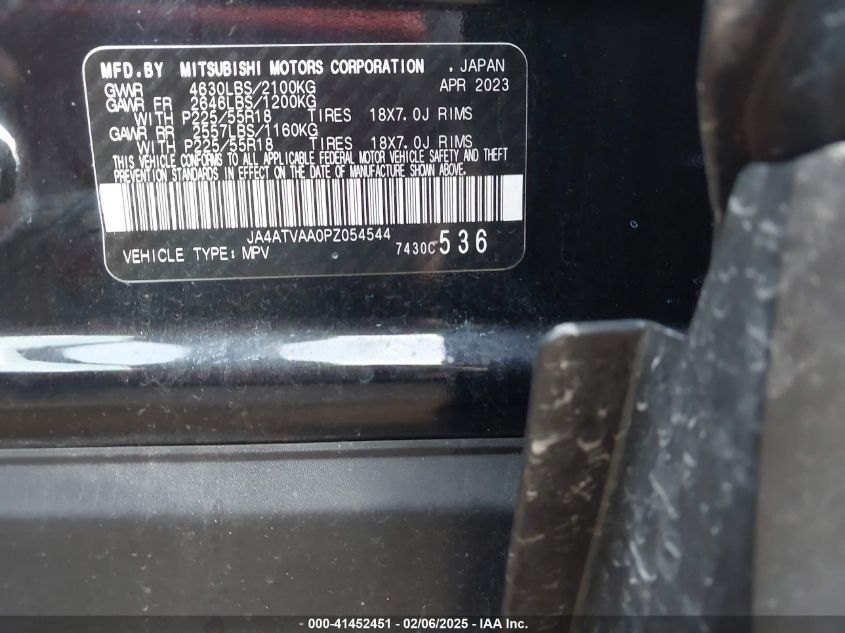 MFD.BY MITSUBISHI MOTORS CORPORATION . JAPAN
GVWR 4630LBS/2100KG APR 2023
GAWR FR 2646LBS/1200KG
WITH P225/55R18 TIRES 18X7.0J RIMS
GAWR RR 2557LBS/1160KG
WITH P225/55R18 TIRES 18X7.0J RIMS
THIS VEHICLE CONFORMS TO ALL APPLICABLE FEDERAL MOTOR VEHICLE SAFETY AND THEFT
PREVENTION STANDARDS IN EFFECT ON THE DATE OF MANUFACTURE SHOWN ABOVE.
JA4ATVAA0PZ054544
VEHICLE TYPE: MPV 7430C 536
000-41452451 - 02/06/2025 - IAA Inc.